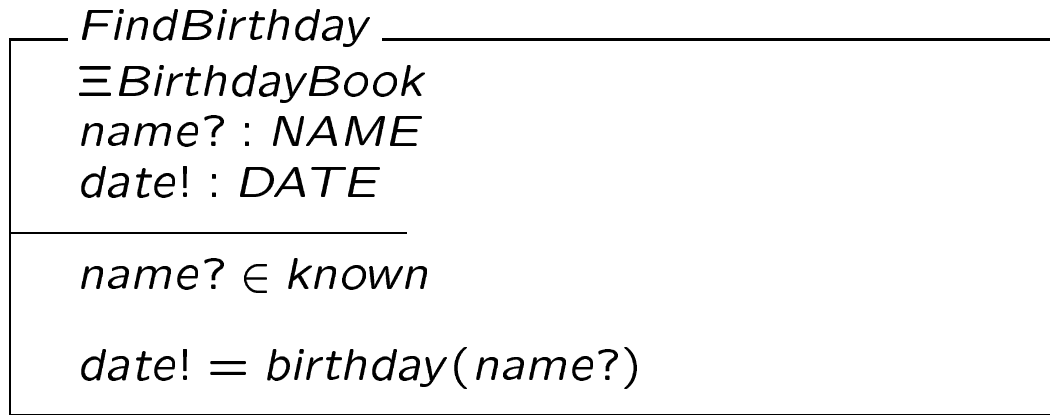 FindBirthday
ΞBirthdayBook
name? : NAME
date! : DATE
name? ∈ known
date! = birthday(name?)